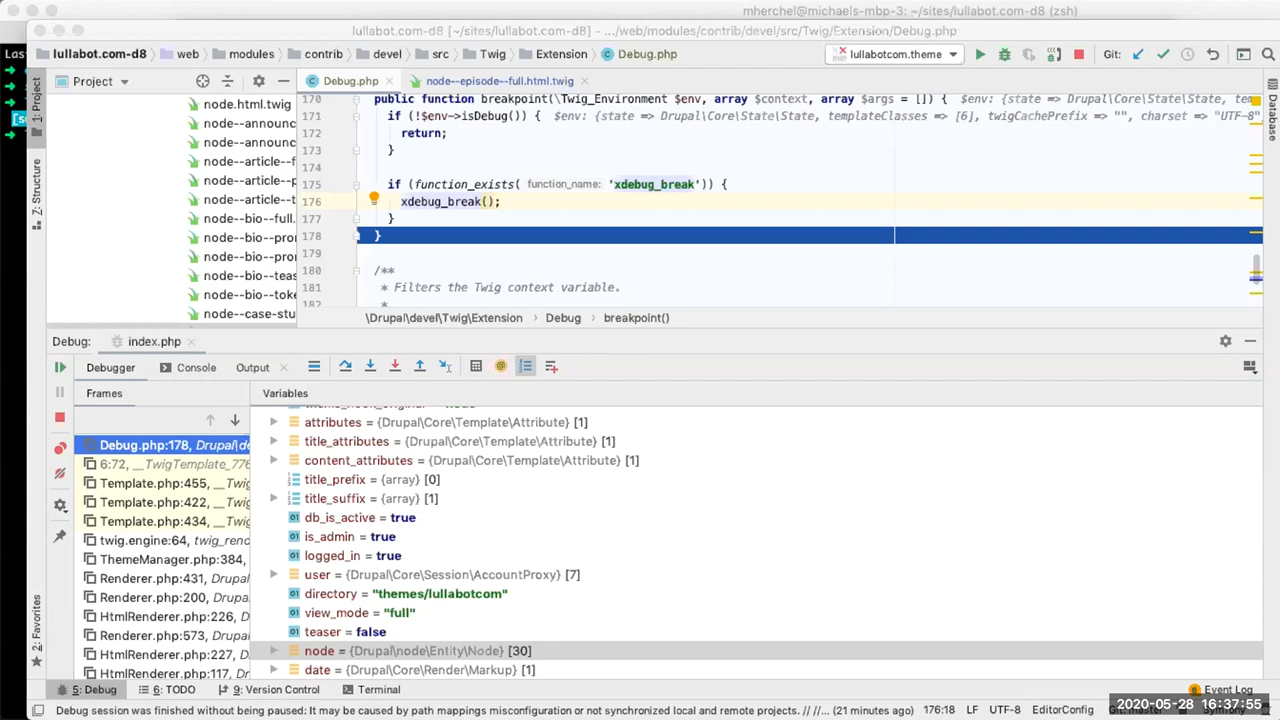 mherchel@michaels-mbp-3: ~/sites/lullabot.com-d8 (zsh)
lullabot.com-d8 [~/sites/lullabot.com-d8] - .../web/modules/contrib/devel/src/Twig/Extension/Debug.php
Las
lullabot.com-d8 web modules contrib devel src Twig Extension Debug.php lullabotcom.theme Git:
1: Project Project Debug.php node--episode--full.html.twig Database
node.html.twig
node--announc
node--announc
node--article--f
node--article--p
node--article--t
node--bio--full.
node--bio--pror
node--bio--pror
node--bio--teas
node--bio--toke
node--case-stu
Z: Structure
170 public function breakpoint(\Twig_Environment $env, array $context, array $args = []) { $env: {state => Drupal\Core\State\State, tem
171 if (!$env->isDebug()) { $env: {state => Drupal\Core\State\State, templateClasses => [6], twigCachePrefix => "", charset => "UTF-8"
172 return;
173 }
174
175 if (function_exists( function_name: 'xdebug_break')) {
176 xdebug_break();
177 }
178 }
179
180 /**
181 * Filters the Twig context variable.
182 *
\Drupal\devel\Twig\Extension Debug breakpoint()
Debug: index.php
Debugger Console Output
Frames Variables
Debug.php:178, Drupal\de
6:72, __TwigTemplate_776
Template.php:455, __Twig
Template.php:422, __Twig
Template.php:434, __Twig
twig.engine:64, twig_rend
ThemeManager.php:384,
Renderer.php:431, Drupal
Renderer.php:200, Drupal
HtmlRenderer.php:226,
Renderer.php:573, Drupal
HtmlRenderer.php:227,
HtmlRenderer.php:117,
attributes = {Drupal\Core\Template\Attribute} [1]
title_attributes = {Drupal\Core\Template\Attribute} [1]
content_attributes = {Drupal\Core\Template\Attribute} [1]
title_prefix = {array} [0]
title_suffix = {array} [1]
db_is_active = true
is_admin = true
logged_in = true
user = {Drupal\Core\Session\AccountProxy} [7]
directory = "themes/lullabotcom"
view_mode = "full"
teaser = false
node = {Drupal\node\Entity\Node} [30]
date = {Drupal\Core\Render\Markup} [1]
2: Favorites
5: Debug 6: TODO 9: Version Control Terminal Event Log
Debug session was finished without being paused: It may be caused by path mappings misconfiguration or not synchronized local and remote projects. // //... (21 minutes ago) 176:18 LF UTF-8 EditorConfig
2020-05-28 16:37:55